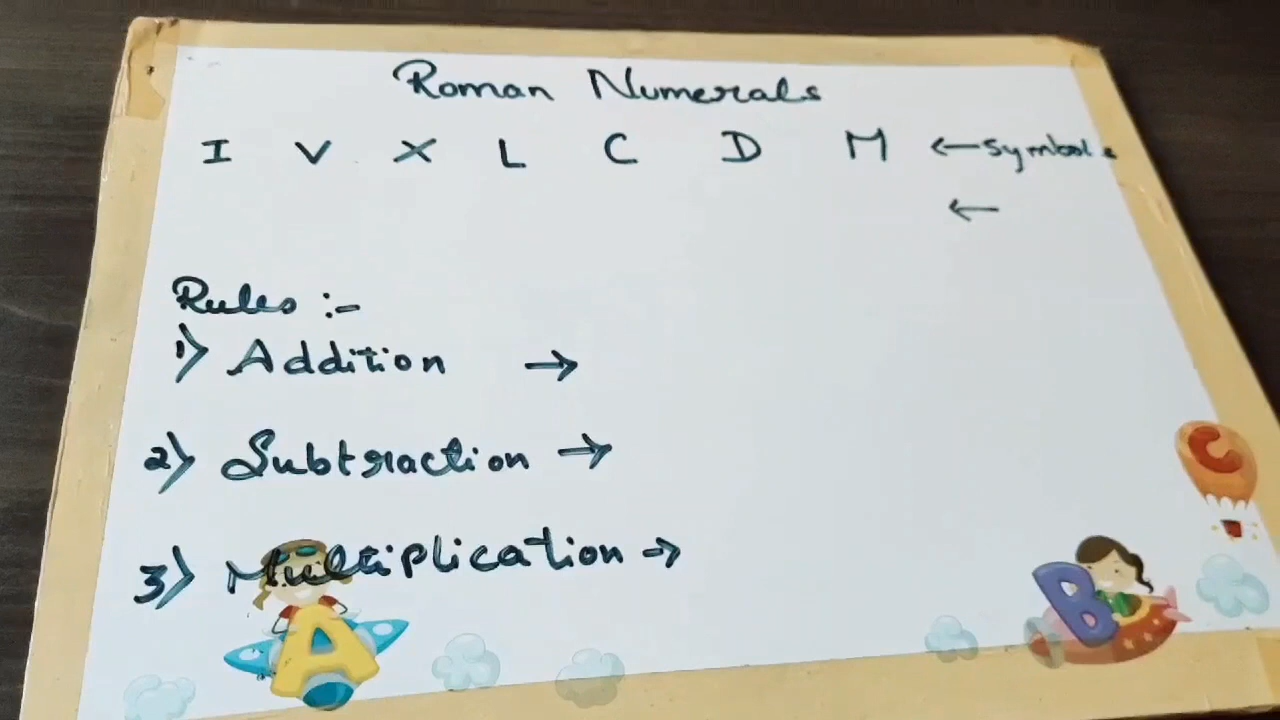 Roman Numerals
I V X L C D M ← Symbols
←
Rules :-
1) Addition →
2) Subtraction →
3) Multiplication →
C
A
B